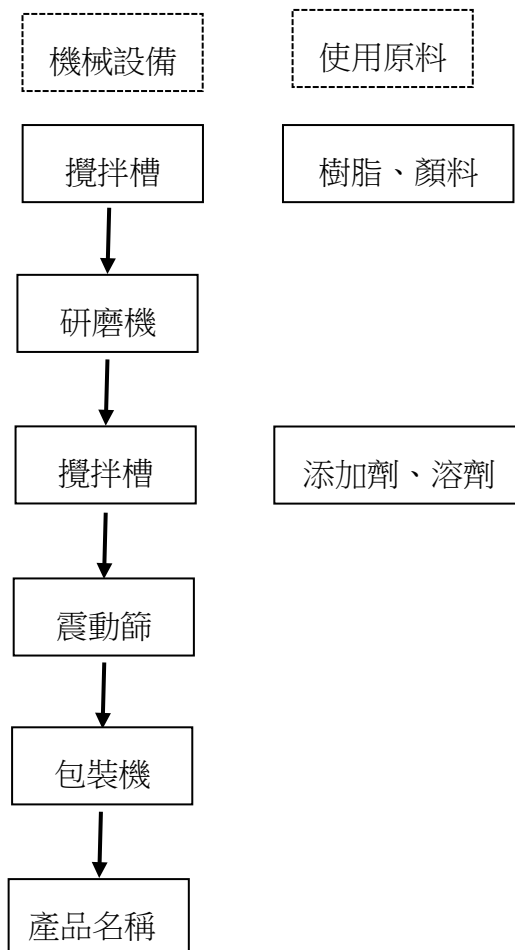 機械設備
使用原料
攪拌槽
樹脂、顏料
研磨機
攪拌槽
添加劑、溶劑
震動篩
包裝機
產品名稱